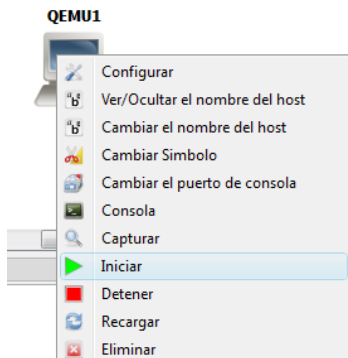 QEMU1
Configurar
Ver/Ocultar el nombre del host
Cambiar el nombre del host
Cambiar Simbolo
Cambiar el puerto de consola
Consola
Capturar
Iniciar
Detener
Recargar
Eliminar